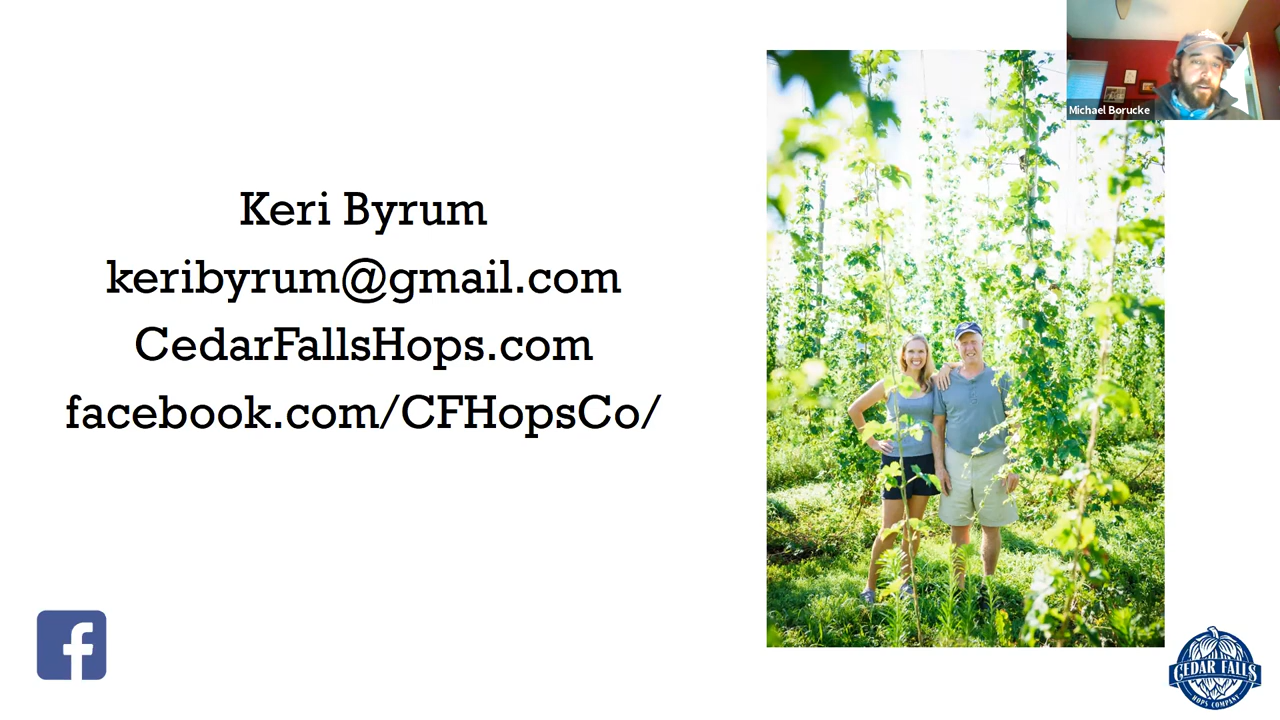 Michael Borucke
Keri Byrum
keribyrum@gmail.com
CedarFallsHops.com
facebook.com/CFHopsCo/
f
CEDAR FALLS
HOPS COMPANY